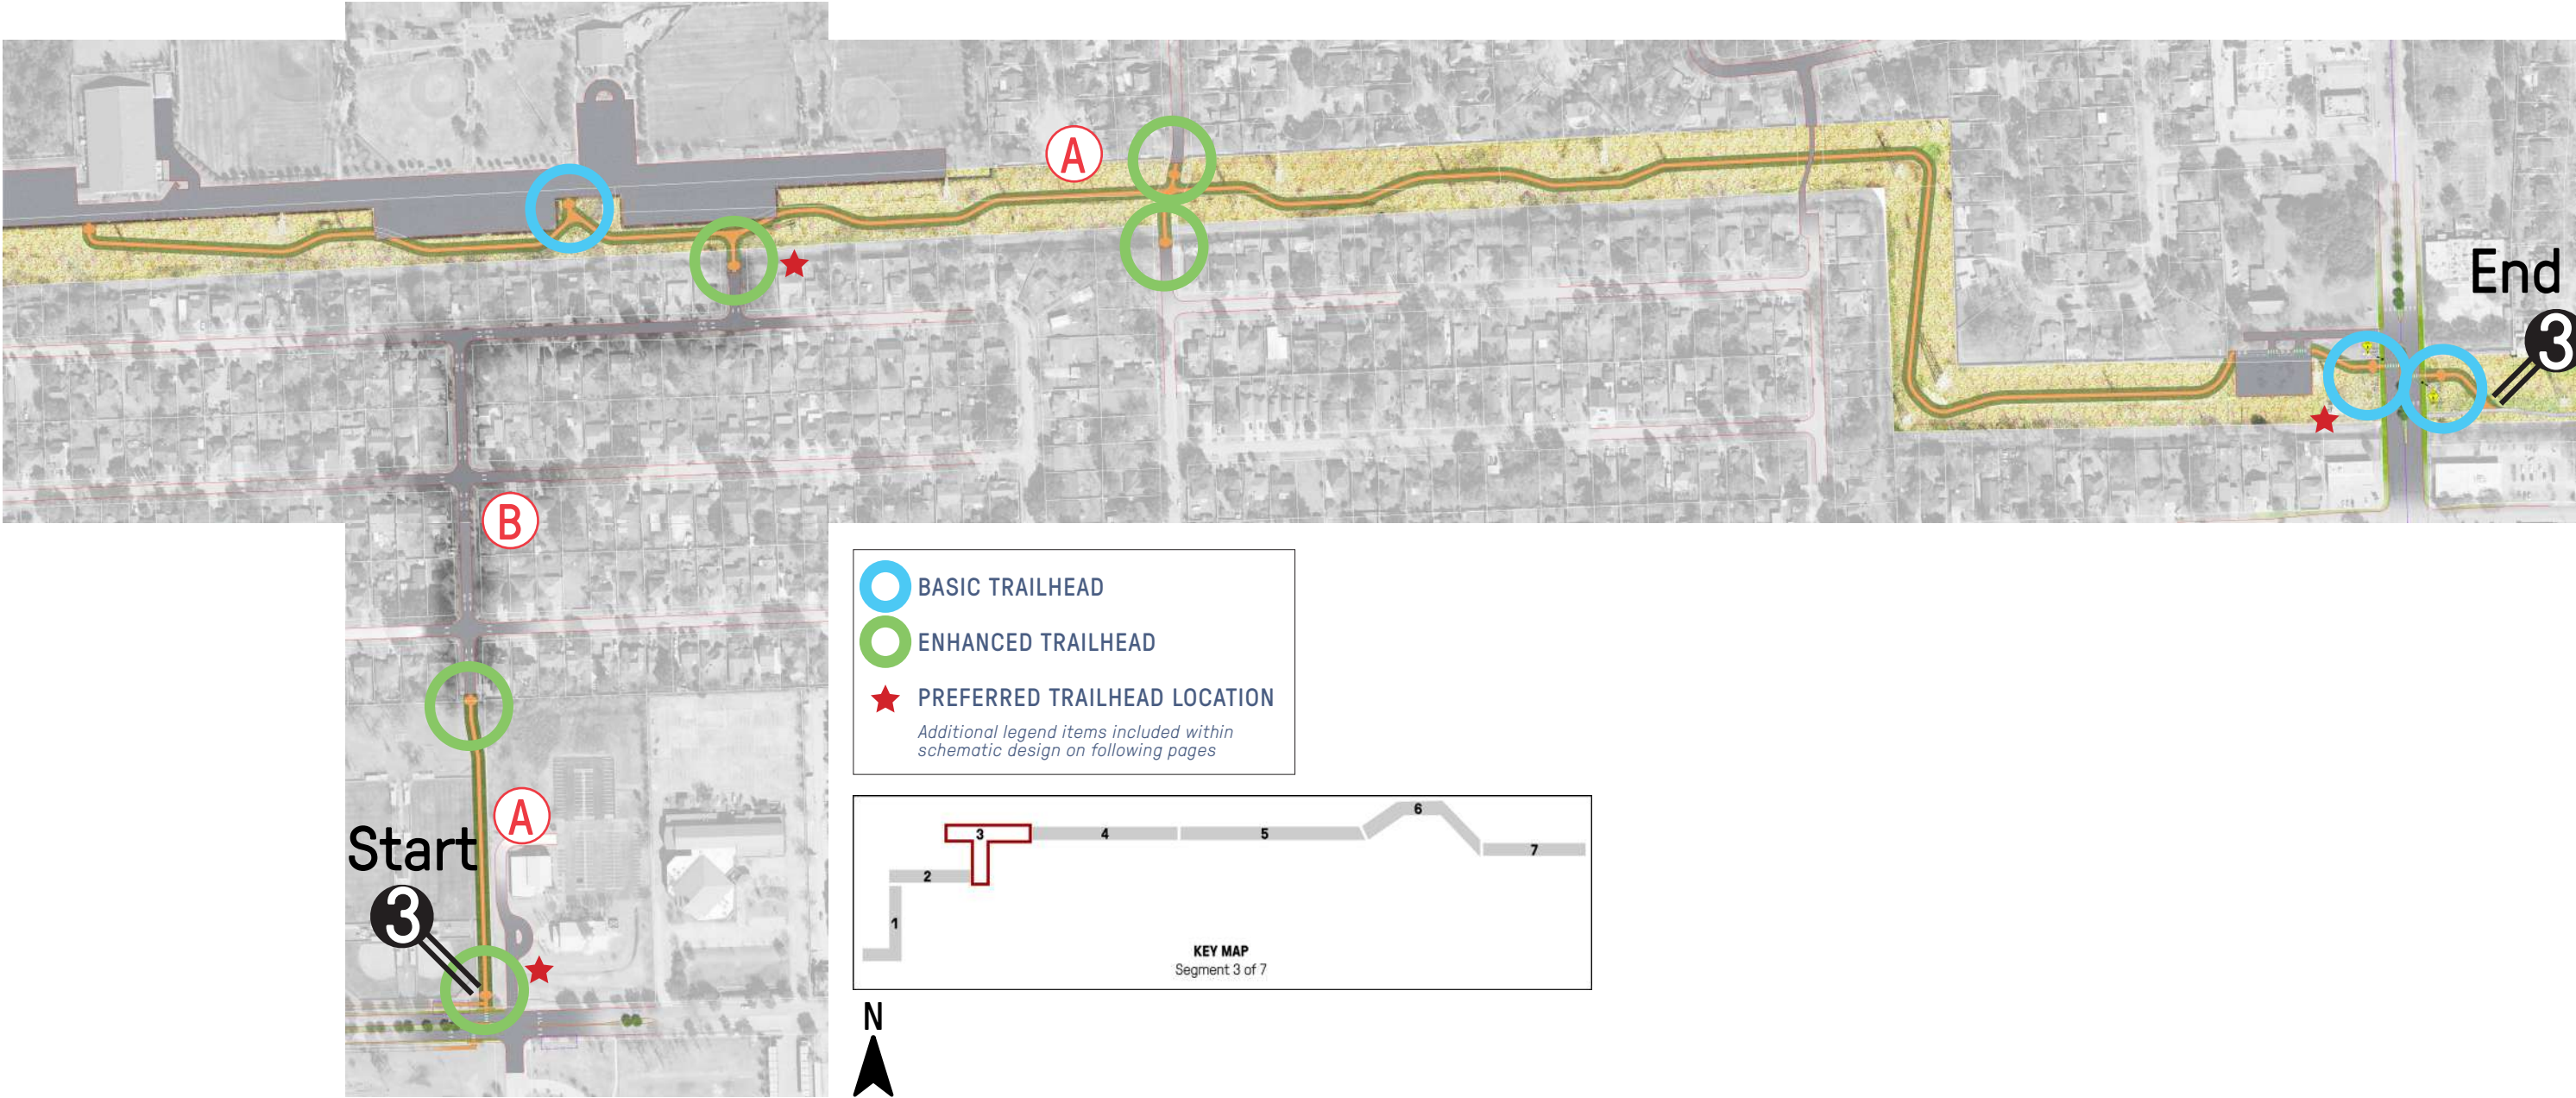 A
End
3
B
BASIC TRAILHEAD
ENHANCED TRAILHEAD
PREFERRED TRAILHEAD LOCATION
Additional legend items included within
schematic design on following pages
A
Start
3
1
2
3
4
5
6
7
KEY MAP
Segment 3 of 7
N